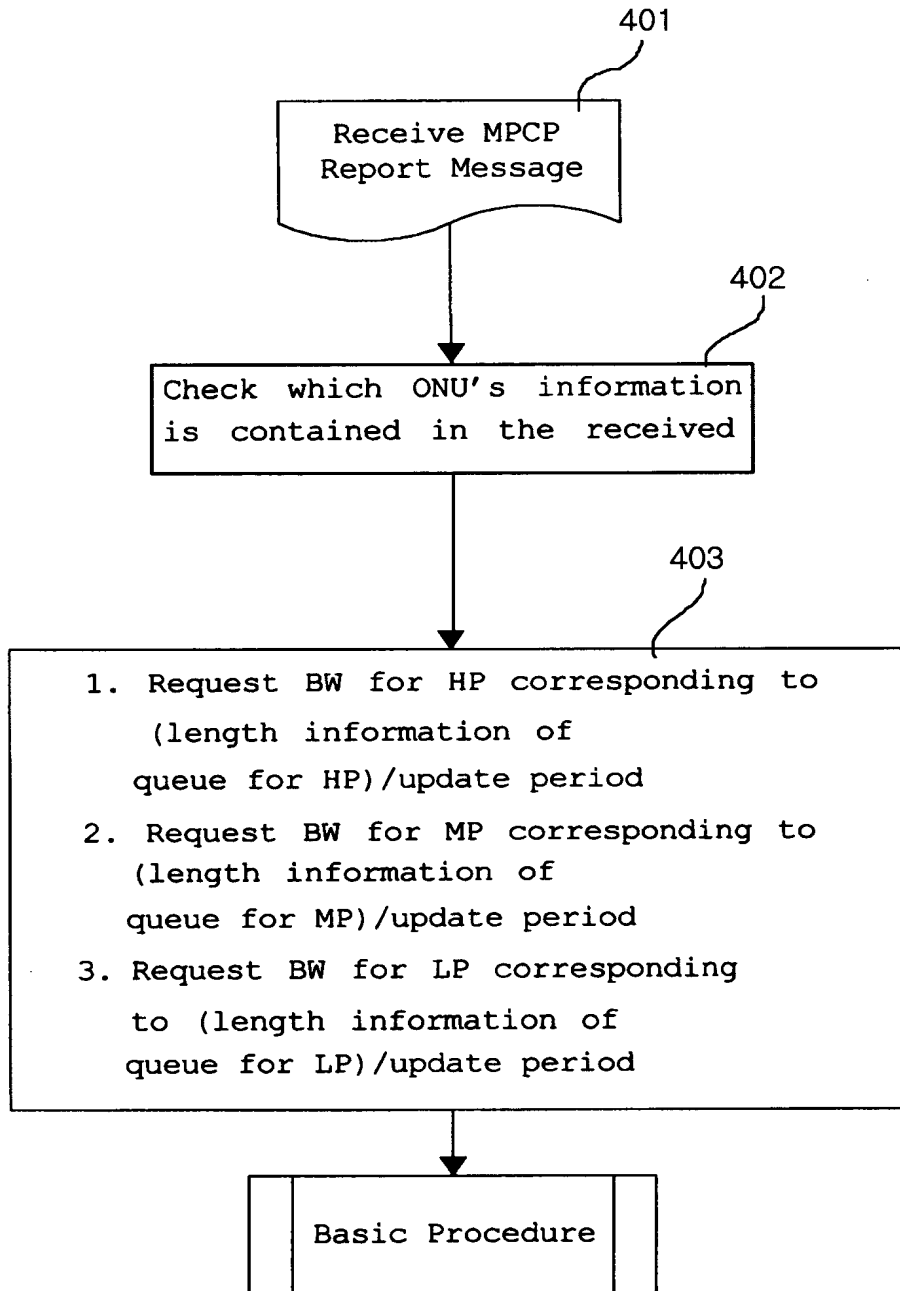 401
Receive MPCP
Report Message
402
Check which ONU's information
is contained in the received
403
1. Request BW for HP corresponding to
(length information of
queue for HP)/update period
2. Request BW for MP corresponding to
(length information of
queue for MP)/update period
3. Request BW for LP corresponding
to (length information of
queue for LP)/update period
Basic Procedure